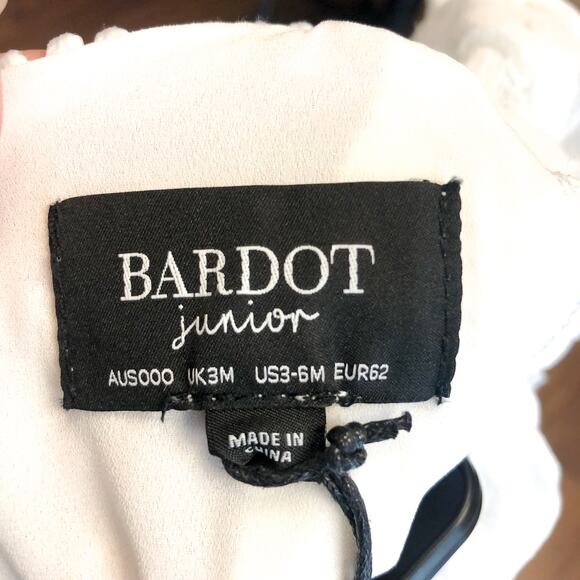 BARDOT
junior
AUS000 UK3M US3-6M EUR62
MADE IN
CHINA